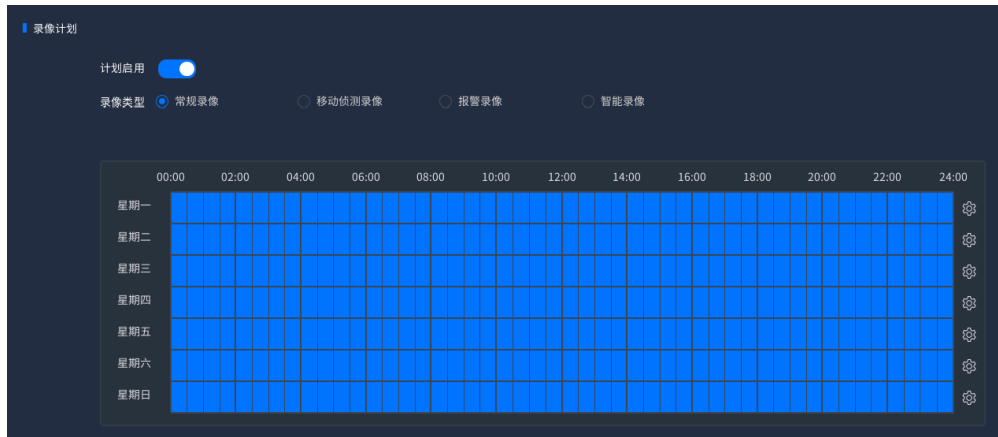 录像计划
计划启用
录像类型 常规录像 移动侦测录像 报警录像 智能录像
00:00 02:00 04:00 06:00 08:00 10:00 12:00 14:00 16:00 18:00 20:00 22:00 24:00
星期一
星期二
星期三
星期四
星期五
星期六
星期日